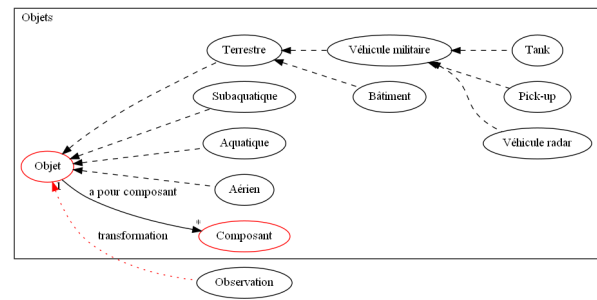 Objets
Terrestre
Véhicule militaire
Tank
Subaquatique
Bâtiment
Pick-up
Aquatique
Véhicule radar
Objet
1
a pour composant
Aérien
*
transformation
Composant
Observation